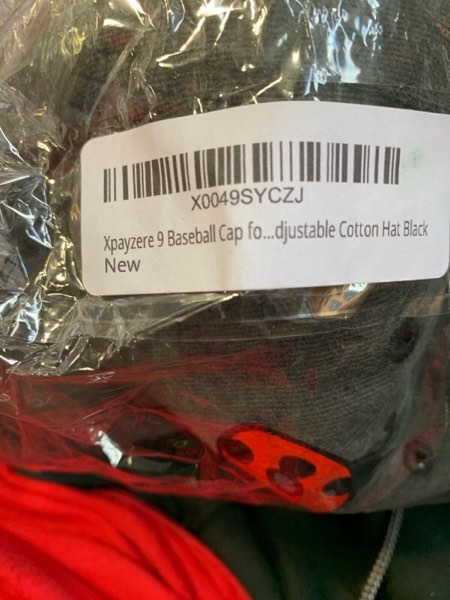 X0049SYCZJ
Xpayzere 9 Baseball Cap fo...djustable Cotton Hat Black
New